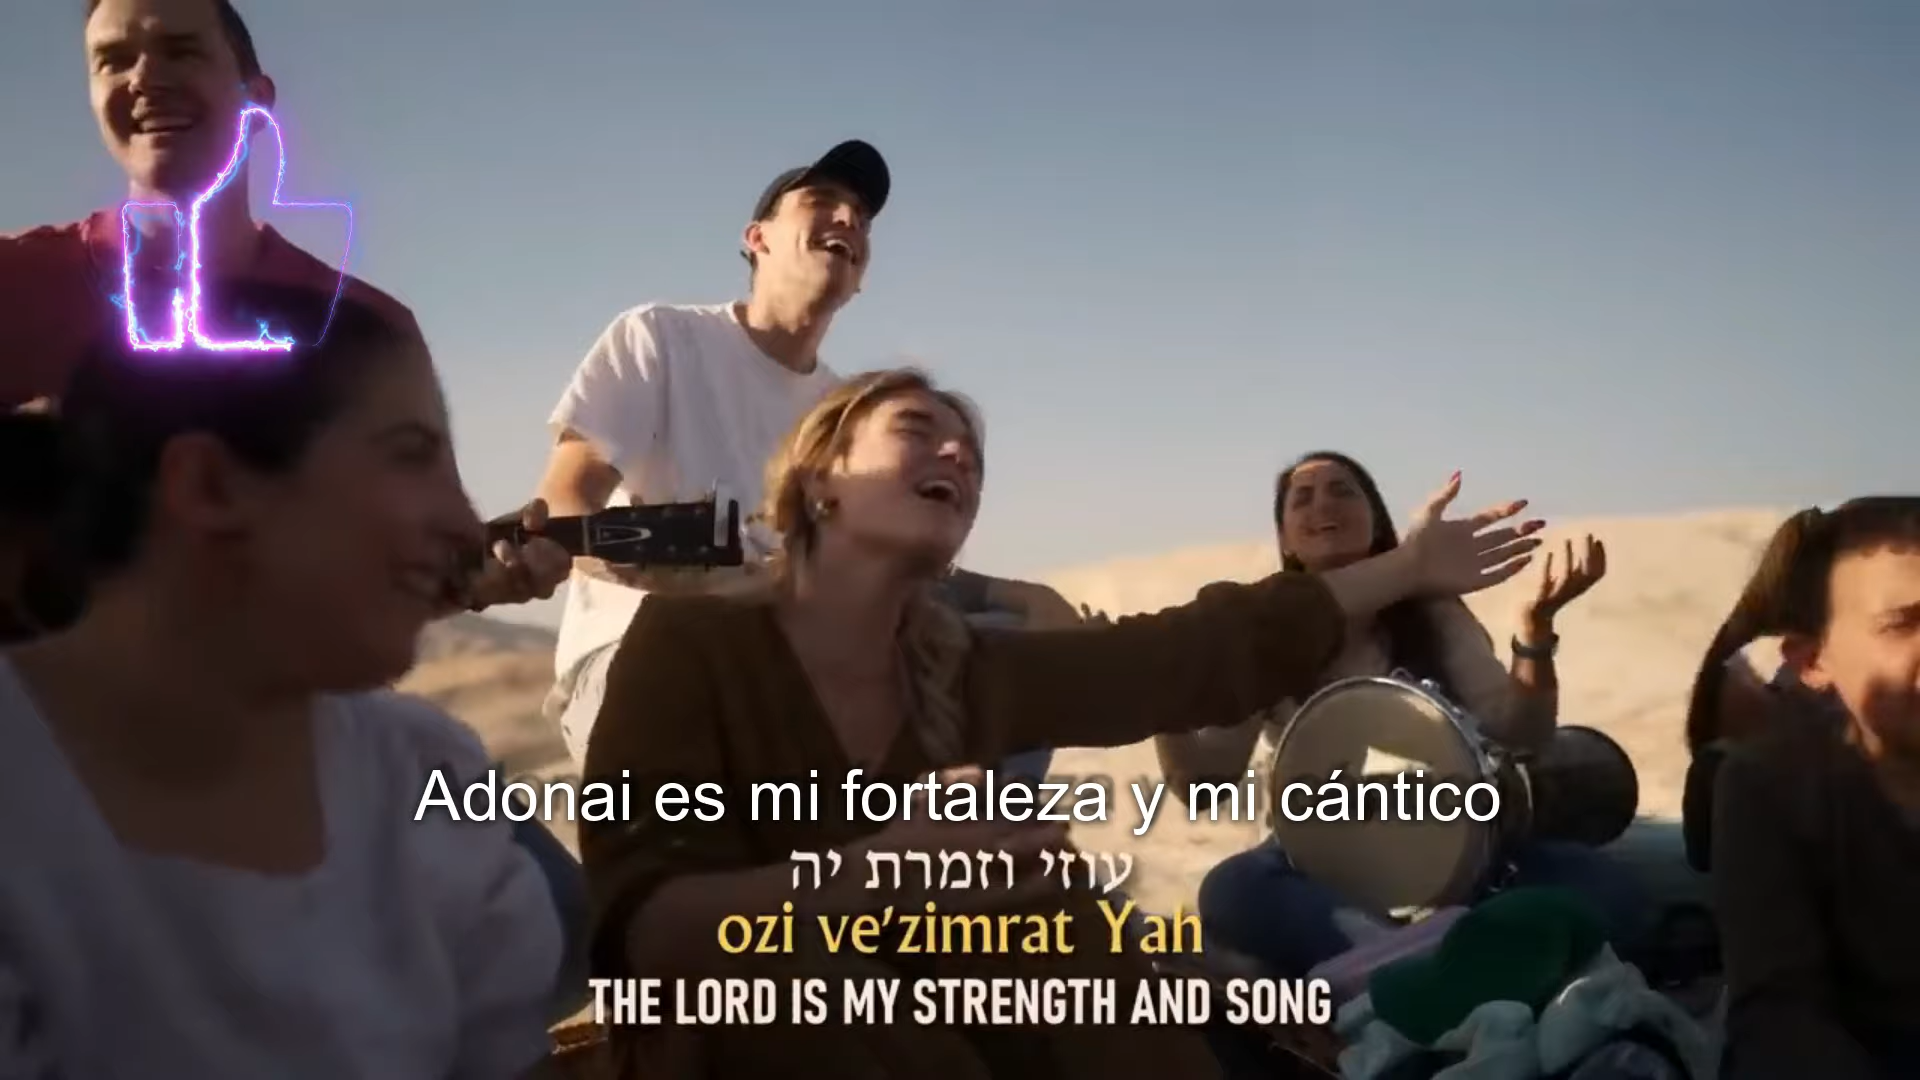 Adonai es mi fortaleza y mi cántico
עוזי וזמרת יה
ozi ve'zimrat Yah
THE LORD IS MY STRENGTH AND SONG